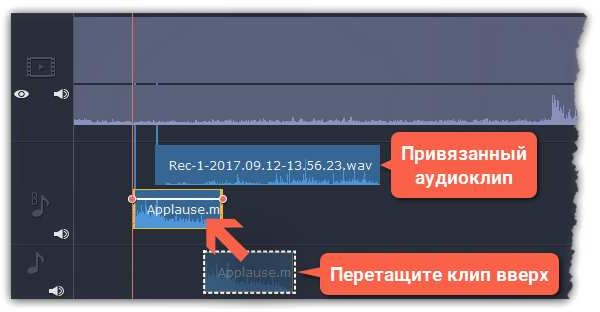 Rec-1-2017.09.12-13.56.23.wav
Привязанный
аудиоклип
Applause.m
Applause.m
Перетащите клип вверх